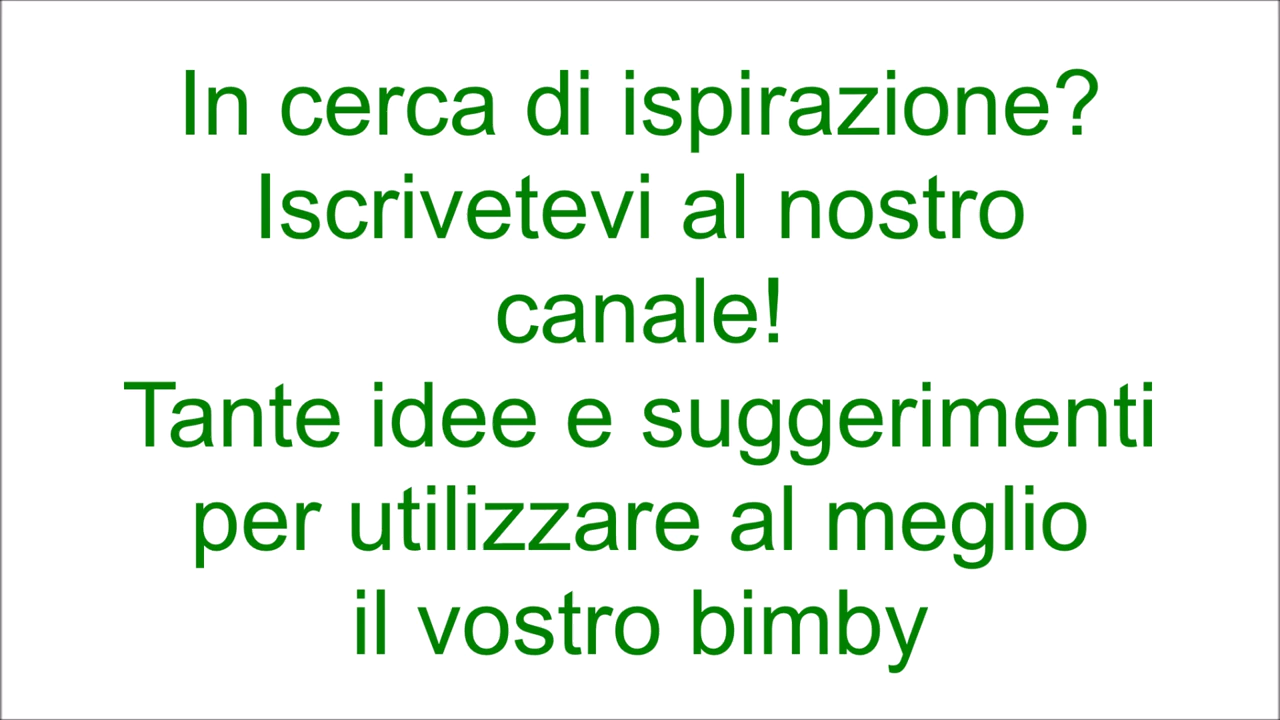 In cerca di ispirazione?
Iscrivetevi al nostro
canale!
Tante idee e suggerimenti
per utilizzare al meglio
il vostro bimby